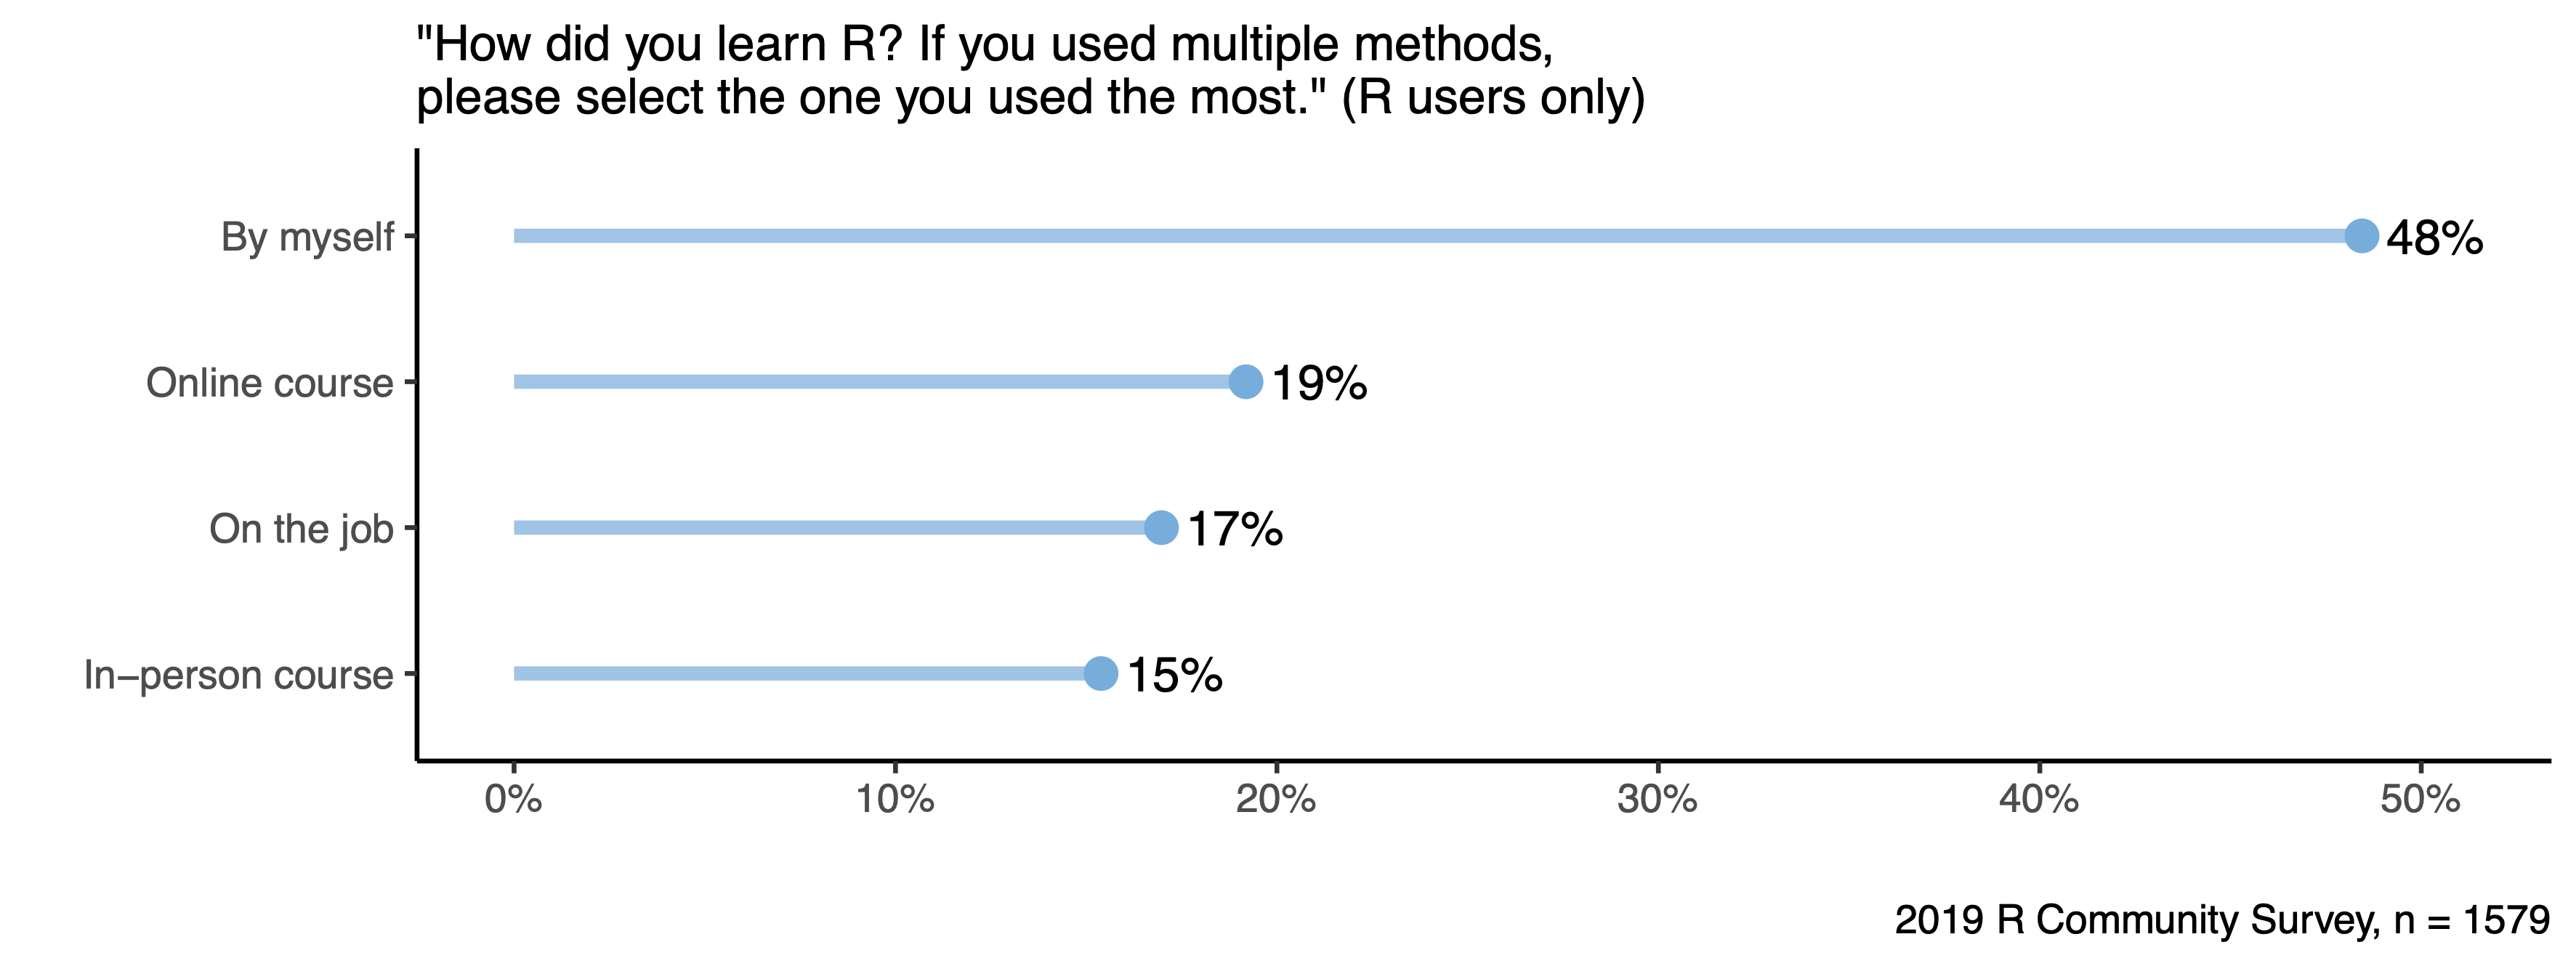 "How did you learn R? If you used multiple methods,
please select the one you used the most." (R users only)
By myself
48%
Online course
19%
On the job
17%
In−person course
15%
0%
10%
20%
30%
40%
50%
2019 R Community Survey, n = 1579